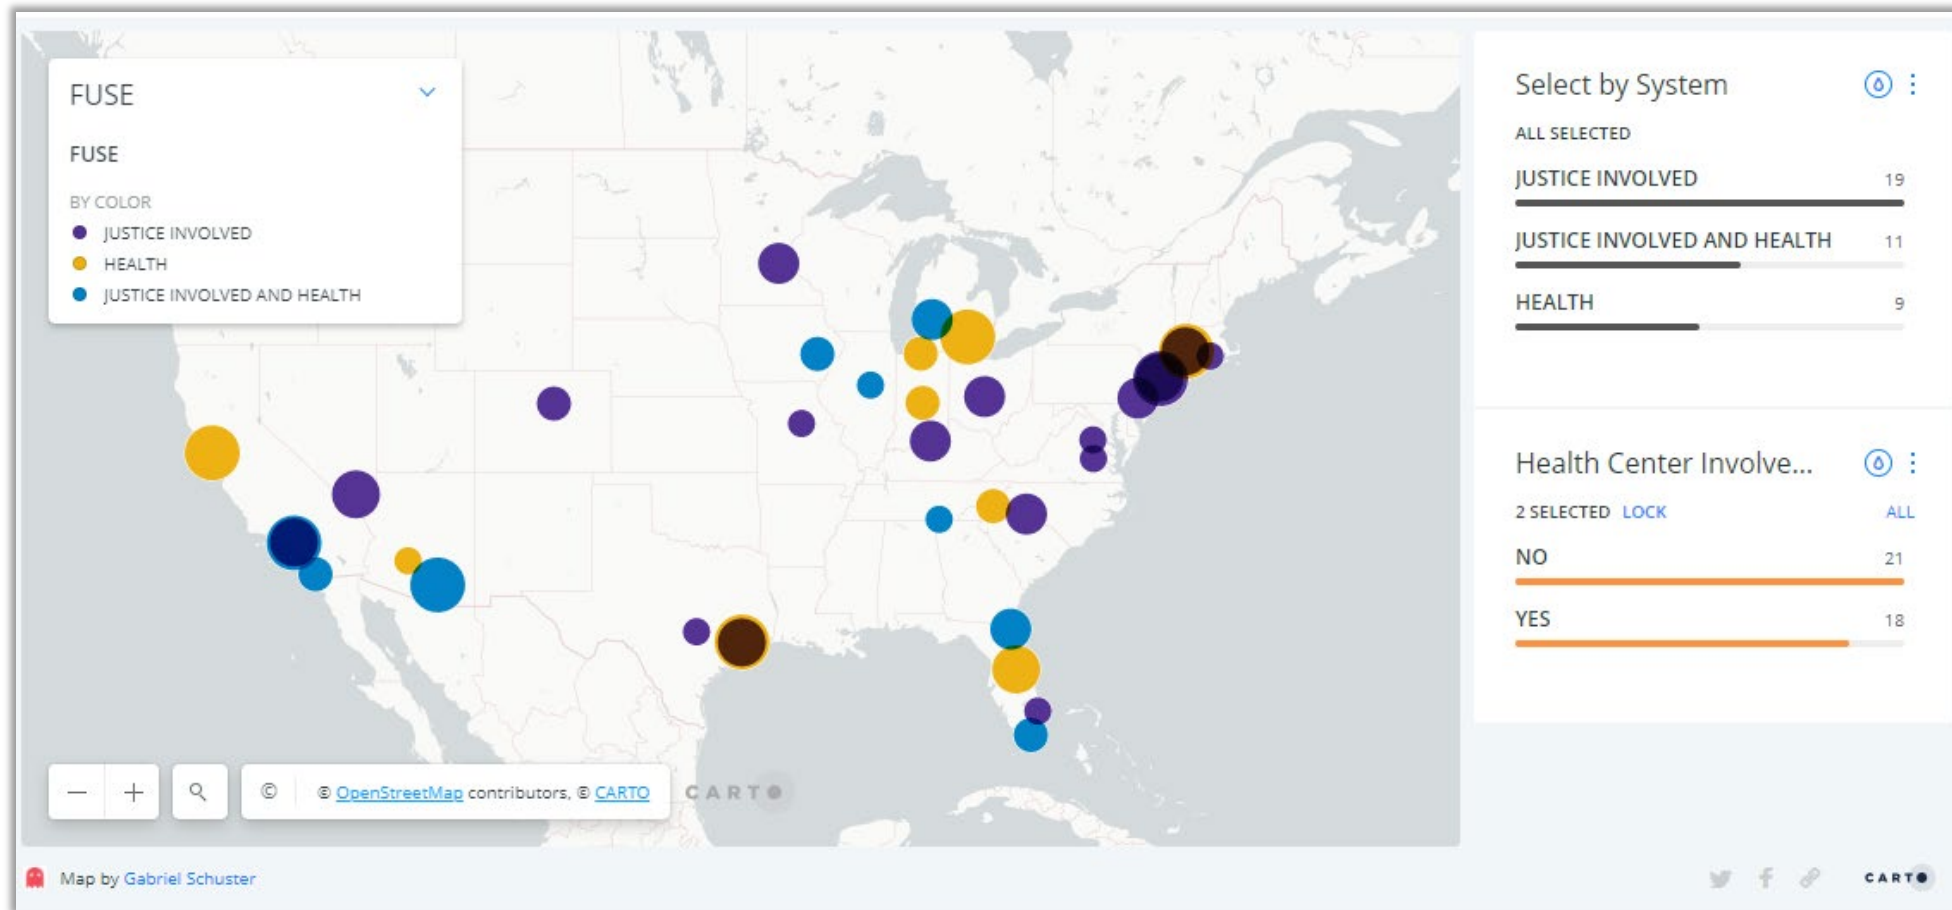 FUSE
FUSE
BY COLOR
JUSTICE INVOLVED
HEALTH
JUSTICE INVOLVED AND HEALTH
© © OpenStreetMap contributors, © CARTO
CARTO
Map by Gabriel Schuster
Select by System
ALL SELECTED
JUSTICE INVOLVED 19
JUSTICE INVOLVED AND HEALTH 11
HEALTH 9
Health Center Involve...
2 SELECTED LOCK ALL
NO 21
YES 18
CARTO